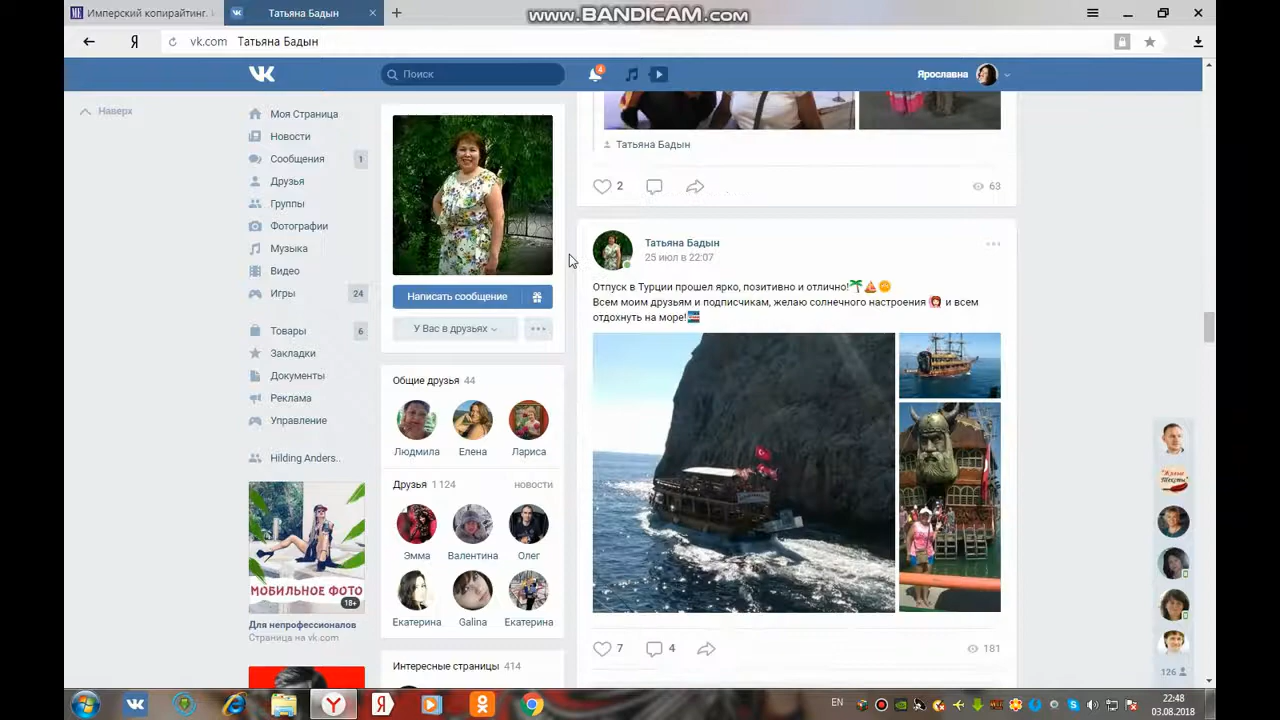 www.BANDICAM.com
Имперский копирайтинг.
Татьяна Бадын
vk.com Татьяна Бадын
Поиск
4
Ярославна
Наверх
Моя Страница
Новости
Сообщения 1
Друзья
Группы
Фотографии
Музыка
Видео
Игры 24
Товары 6
Закладки
Документы
Реклама
Управление
Hilding Anders..
МОБИЛЬНОЕ ФОТО
18+
Для непрофессионалов
Страница на vk.com
Написать сообщение
У Вас в друзьях
Общие друзья 44
Людмила Елена Лариса
Друзья 1 124 новости
Эмма Валентина Олег
Екатерина Galina Екатерина
Интересные страницы 414
Татьяна Бадын
2
63
Татьяна Бадын
25 июл в 22:07
Отпуск в Турции прошел ярко, позитивно и отлично!🌴⛵🌞
Всем моим друзьям и подписчикам, желаю солнечного настроения и всем
отдохнуть на море!
7 4 181
"Живые
Тексты"
126
EN
22:48
03.08.2018